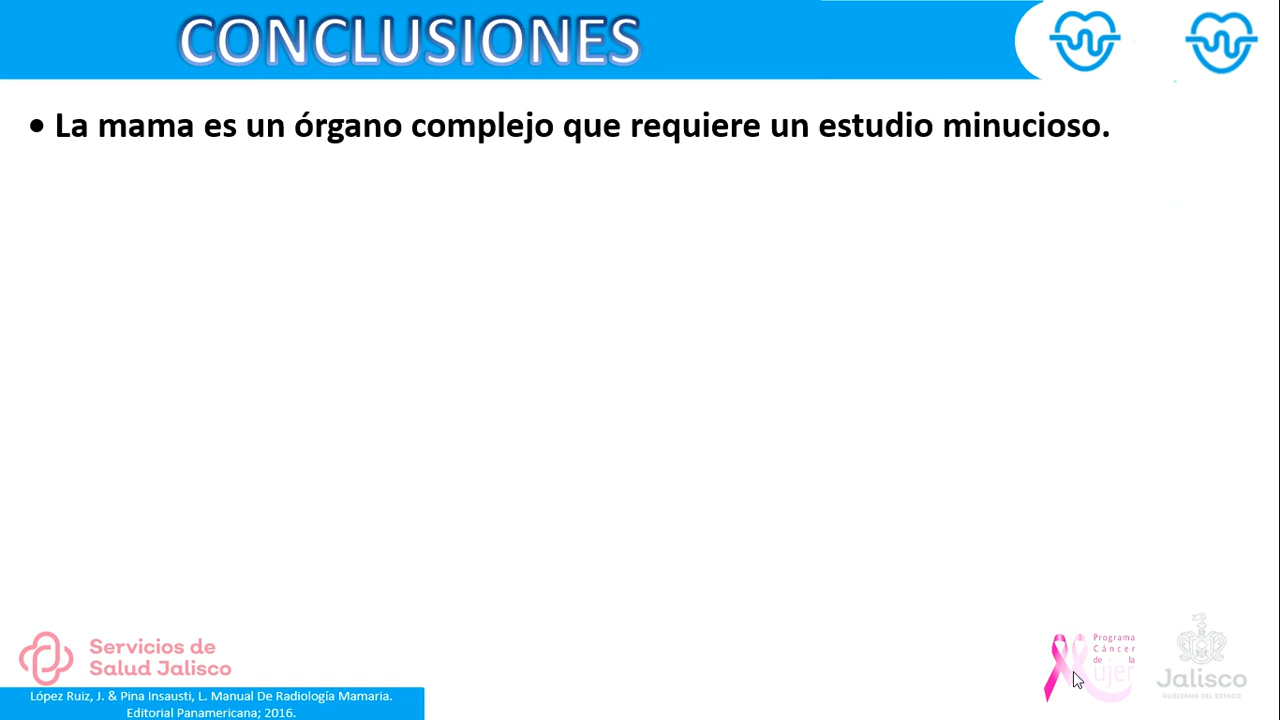 CONCLUSIONES
• La mama es un órgano complejo que requiere un estudio minucioso.
Servicios de
Salud Jalisco
López Ruiz, J. & Pina Insausti, L. Manual De Radiología Mamaria.
Editorial Panamericana; 2016.
Programa
Cáncer
de la
Mujer
Jalisco
GOBIERNO DEL ESTADO